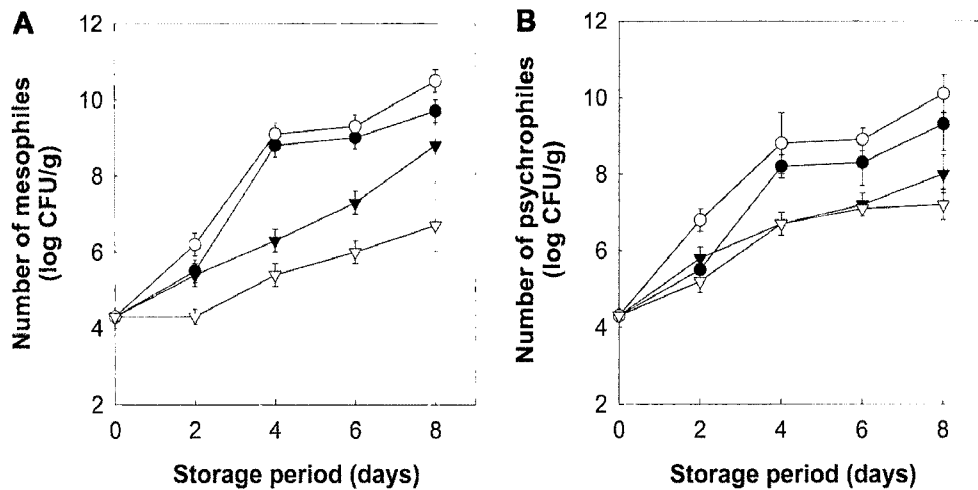 A
12
10
8
6
4
2
Number of mesophiles
(log CFU/g)
0 2 4 6 8
Storage period (days)
B
12
10
8
6
4
2
Number of psychrophiles
(log CFU/g)
0 2 4 6 8
Storage period (days)